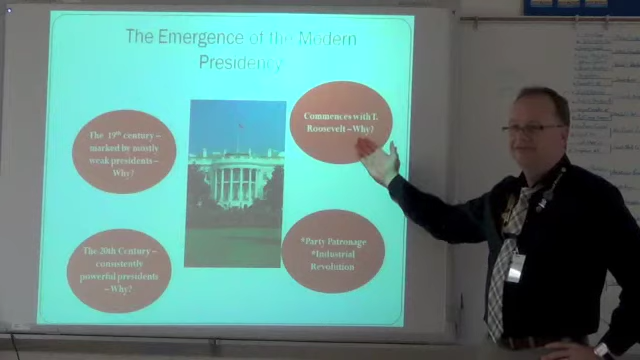 The Emergence of the Modern
Presidency
The 19th century –
marked by mostly
weak presidents –
Why?
Commences with T.
Roosevelt – Why?
The 20th Century –
consistently
powerful presidents
– Why?
*Party Patronage
*Industrial
Revolution